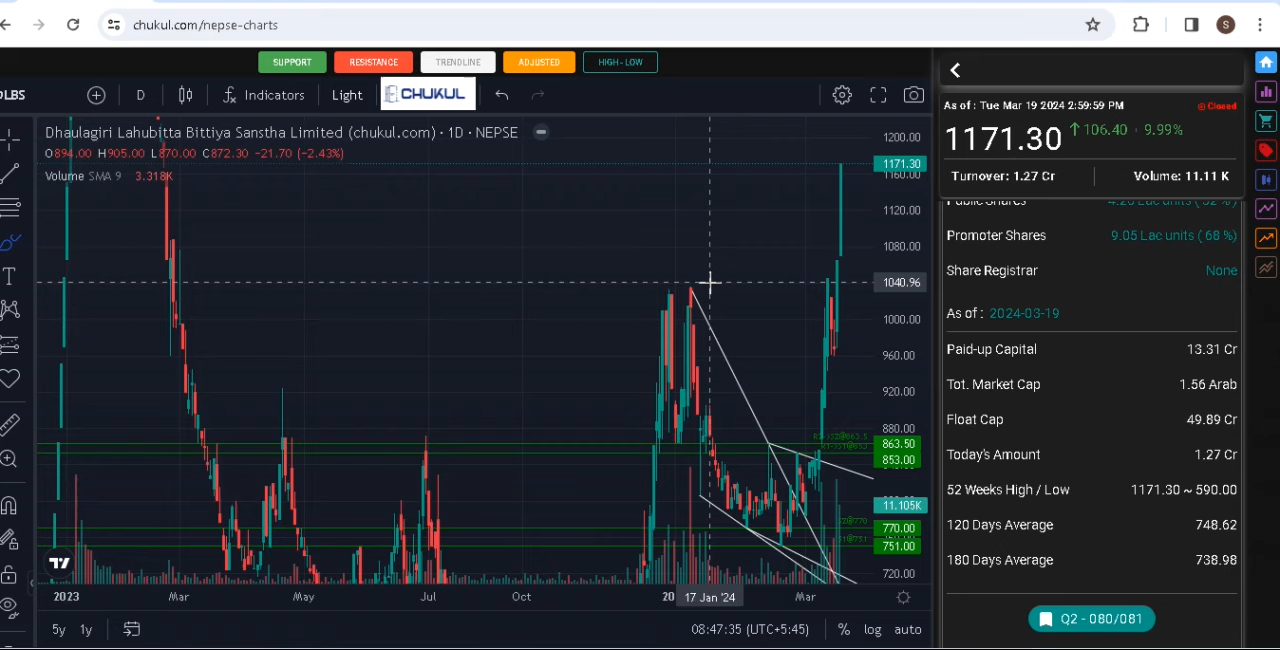 chukul.com/nepse-charts
S
SUPPORT RESISTANCE TRENDLINE ADJUSTED HIGH-LOW
DLBS D Indicators Light CHUKUL
Dhaulagiri Lahubitta Bittiya Sanstha Limited (chukul.com) · 1D · NEPSE
O894.00 H905.00 L870.00 C872.30 -21.70 (-2.43%)
Volume SMA 9 3.318K
1200.00
1171.30
1160.00
1120.00
1080.00
1040.96
1000.00
960.00
920.00
880.00
863.50
853.00
11.105K
770.00
751.00
720.00
2023 Mar May Jul Oct 20 17 Jan '24 Mar
5y 1y 08:47:35 (UTC+5:45) % log auto
As of : Tue Mar 19 2024 2:59:59 PM Closed
1171.30 106.40 · 9.99%
Turnover: 1.27 Cr Volume: 11.11 K
Public Shares 4.26 Lac units ( 32 %)
Promoter Shares 9.05 Lac units ( 68 %)
Share Registrar None
As of : 2024-03-19
Paid-up Capital 13.31 Cr
Tot. Market Cap 1.56 Arab
Float Cap 49.89 Cr
Today's Amount 1.27 Cr
52 Weeks High / Low 1171.30 ~ 590.00
120 Days Average 748.62
180 Days Average 738.98
Q2 - 080/081